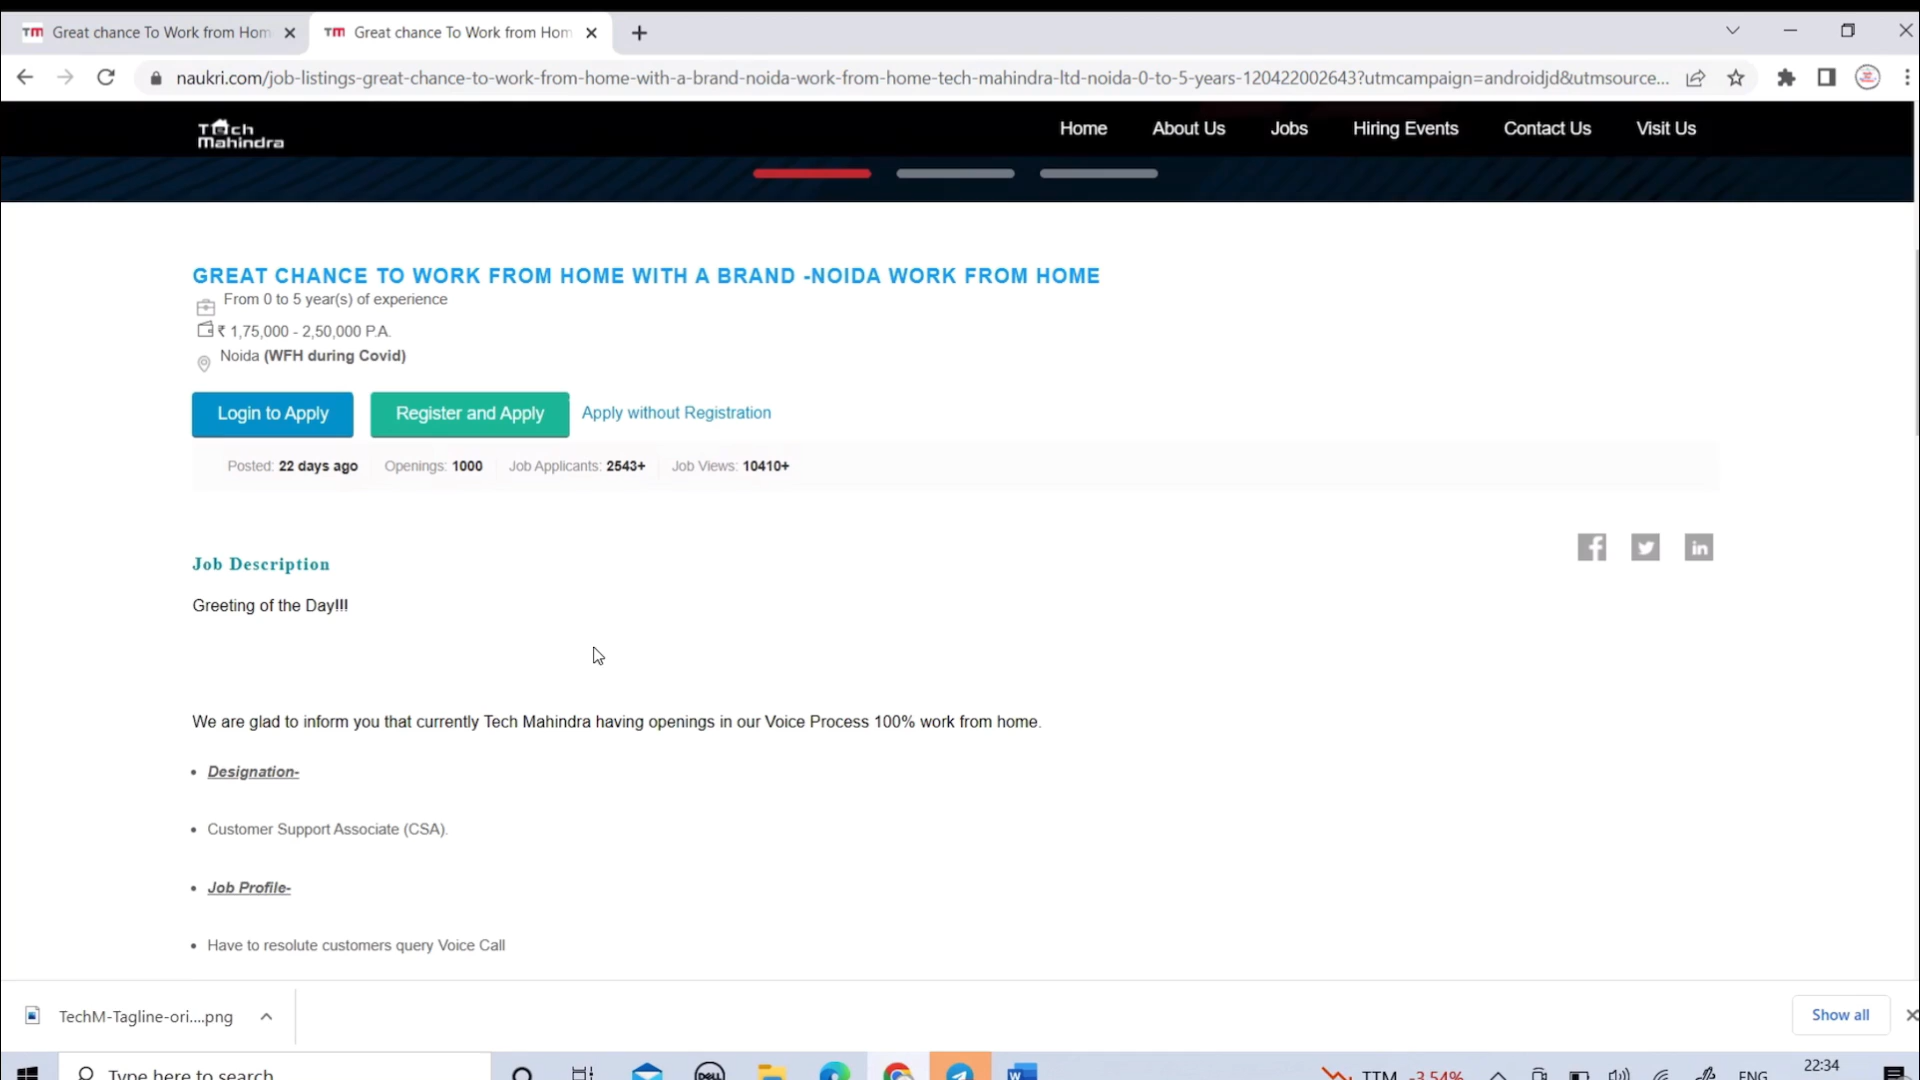 TM Great chance To Work from Hom
TM Great chance To Work from Hom
naukri.com/job-listings-great-chance-to-work-from-home-with-a-brand-noida-work-from-home-tech-mahindra-ltd-noida-0-to-5-years-120422002643?utmcampaign=androidjd&utmsource...
Tech
Mahindra
Home About Us Jobs Hiring Events Contact Us Visit Us
GREAT CHANCE TO WORK FROM HOME WITH A BRAND -NOIDA WORK FROM HOME
From 0 to 5 year(s) of experience
₹ 1,75,000 - 2,50,000 P.A.
Noida (WFH during Covid)
Login to Apply Register and Apply Apply without Registration
Posted: 22 days ago Openings: 1000 Job Applicants: 2543+ Job Views: 10410+
Job Description
Greeting of the Day!!!
We are glad to inform you that currently Tech Mahindra having openings in our Voice Process 100% work from home.
• Designation-
• Customer Support Associate (CSA).
• Job Profile-
• Have to resolute customers query Voice Call
TechM-Tagline-ori....png
Show all
Type here to search
DELL
W
TTM -3.54%
ENG
22:34